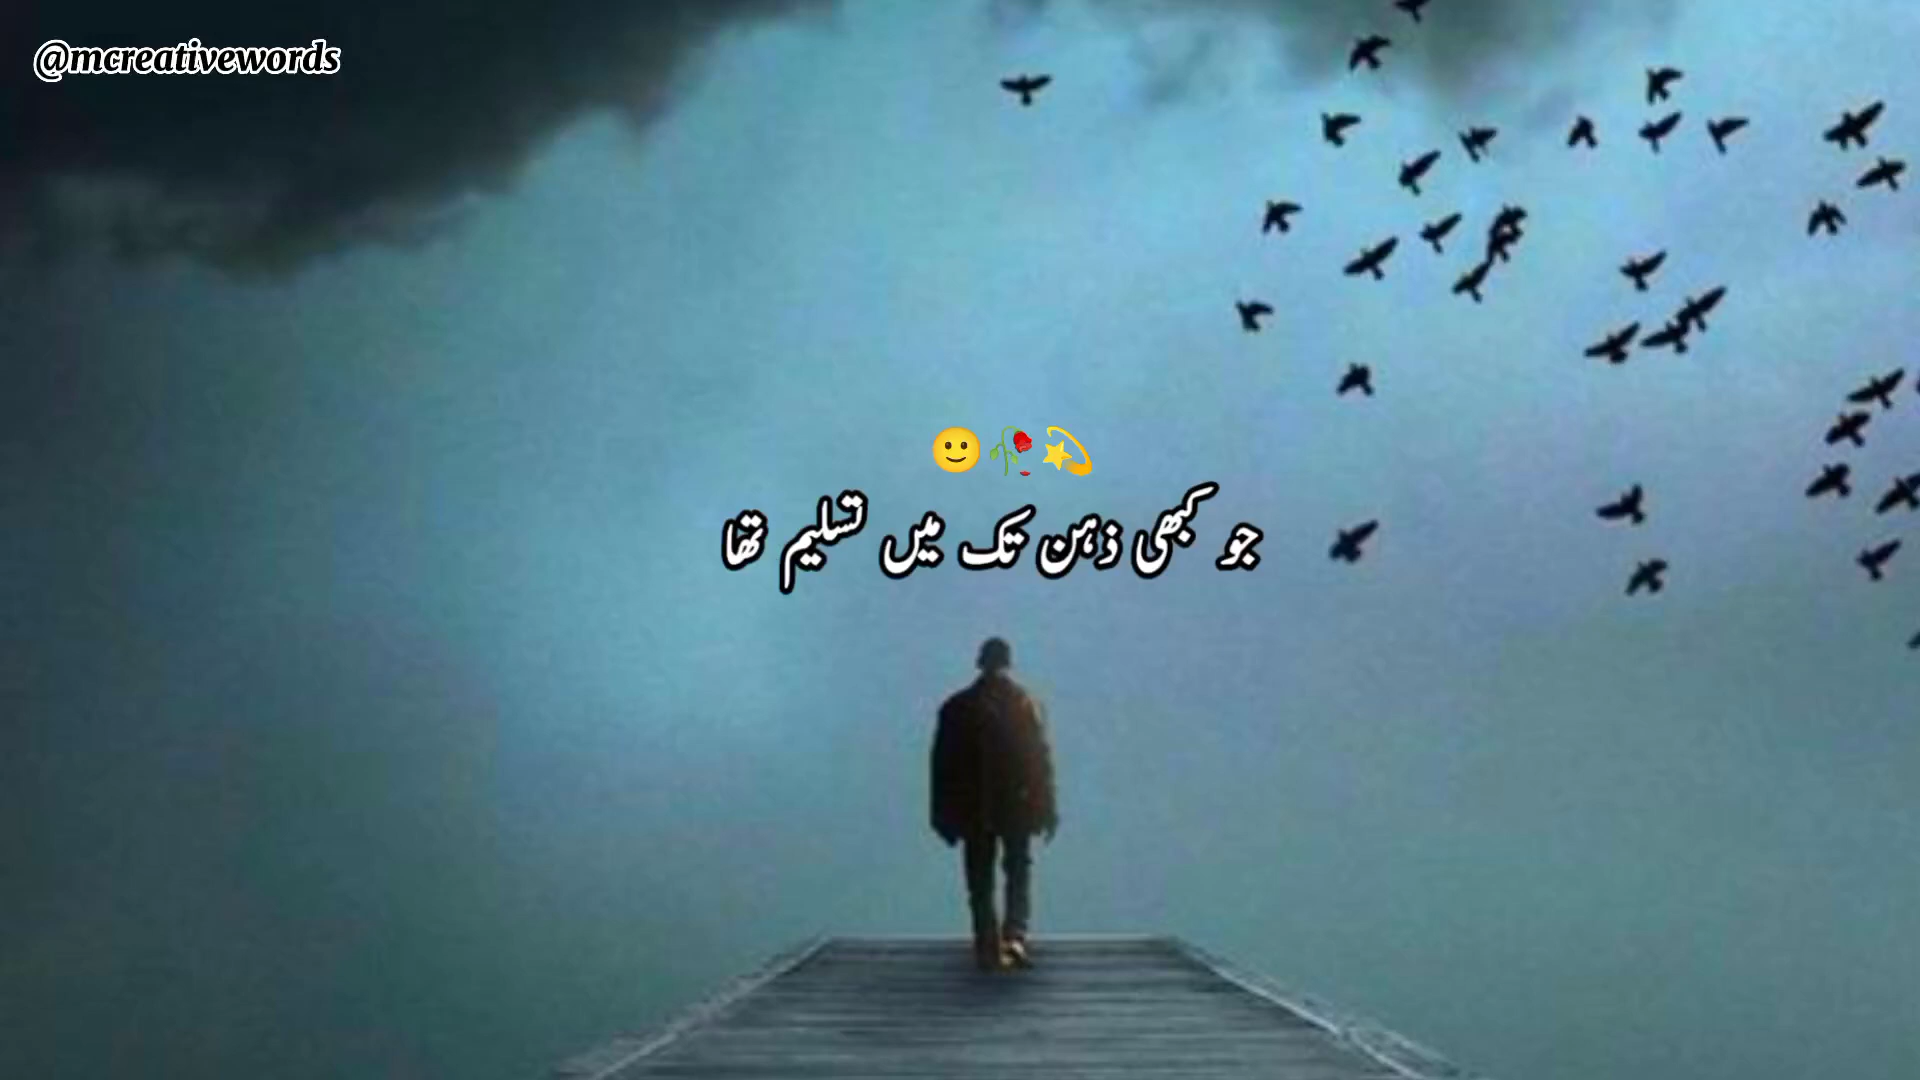 @mcreativewords
🙂🥀💫
جو کبھی ذہن تک میں تسلیم تھا